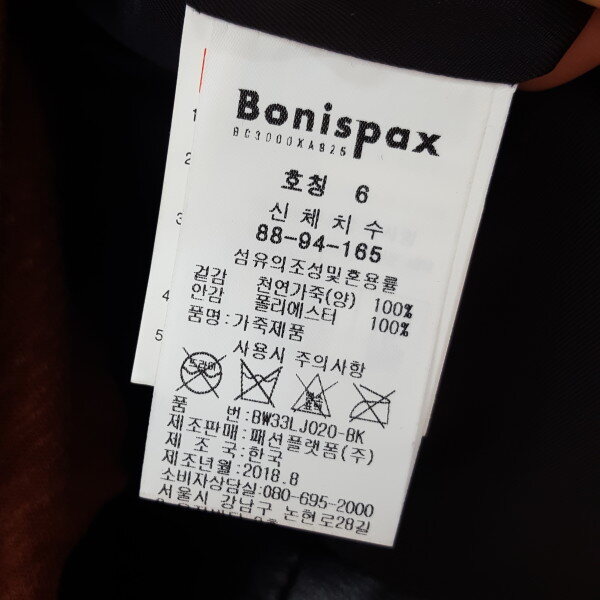 Bonispax
BC3000XA825
호칭 6
신체치수
88-94-165
섬유의조성및혼용률
겉감 천연가죽(양) 100%
안감 폴리에스터 100%
품명:가죽제품
사용시 주의사항
드라이
품 번:BW33LJ020-BK
제조판매:패션플랫폼(주)
제 조 국:한국
제조년월:2018.8
소비자상담실:080-695-2000
서울시 강남구 논현로28길
1
2
3
4
5